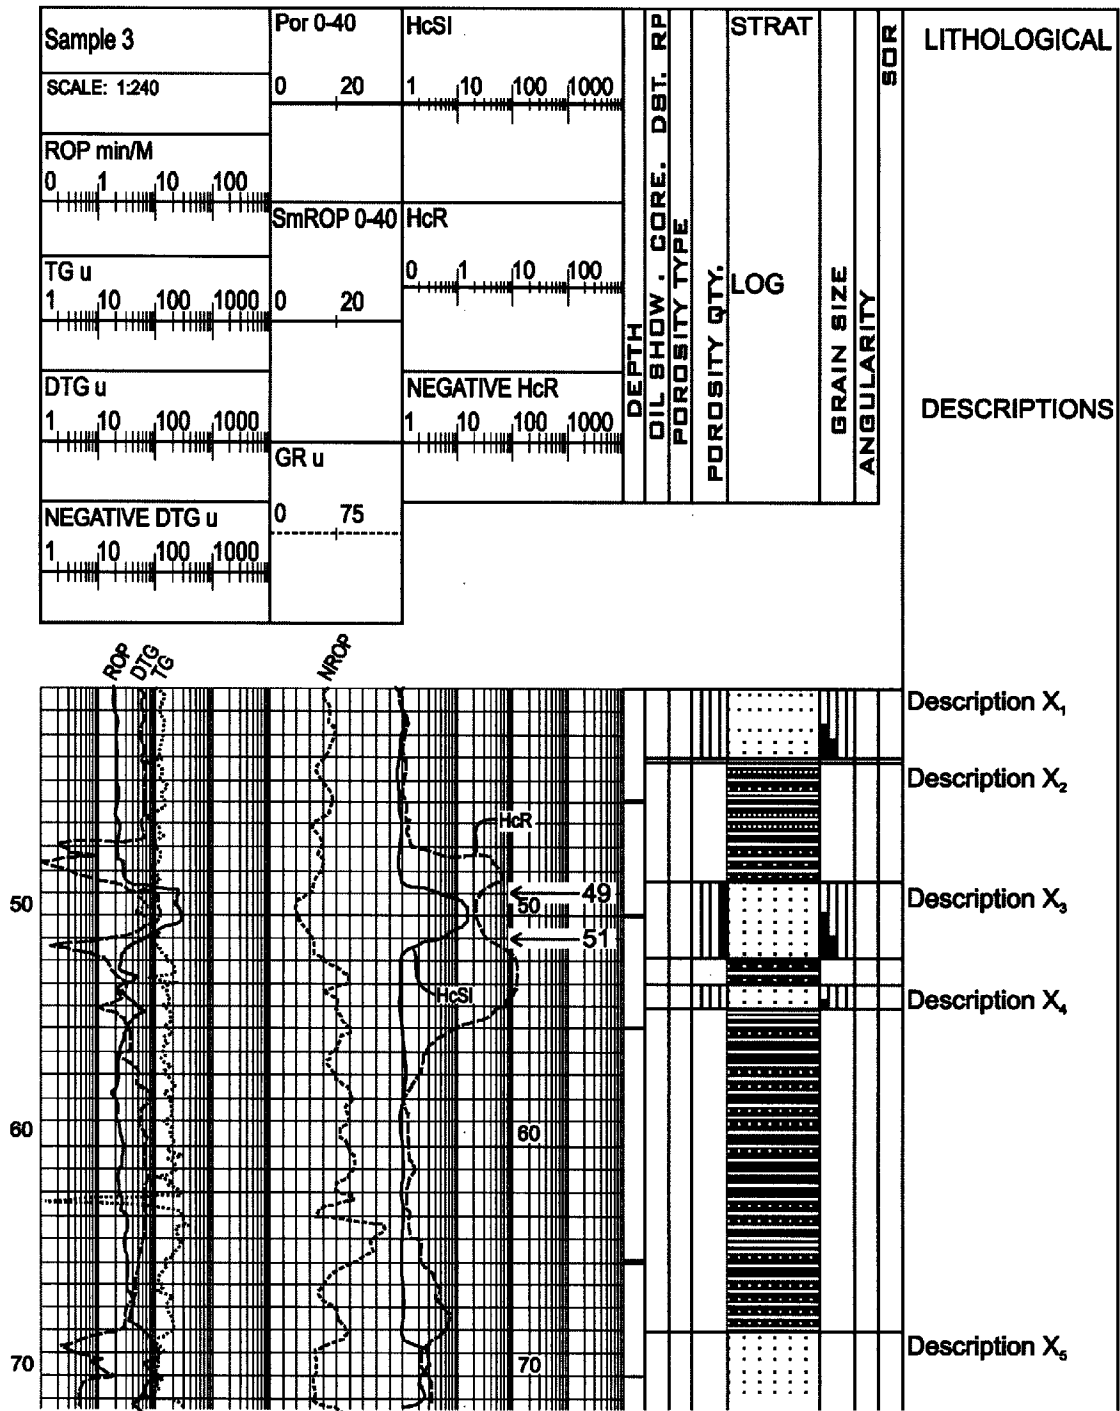 Sample 3
SCALE: 1:240
ROP min/M
0 1 10 100
TG u
1 10 100 1000
DTG u
1 10 100 1000
NEGATIVE DTG u
1 10 100 1000
Por 0-40
0 20
SmROP 0-40
0 20
GR u
0 75
HcSI
1 10 100 1000
HcR
0 1 10 100
NEGATIVE HcR
1 10 100 1000
DEPTH
OIL SHOW . CORE. DST. RP
POROSITY TYPE
POROSITY QTY.
STRAT
LOG
GRAIN SIZE
ANGULARITY
SOR
LITHOLOGICAL
DESCRIPTIONS
ROP
DTG
TG
NROP
Description X₁
Description X₂
HcR
49
50
50
Description X₃
51
HcSI
Description X₄
60
60
Description X₅
70
70